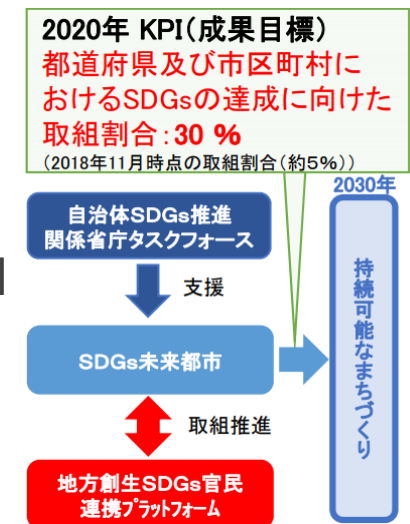 2020年 KPI(成果目標)
都道府県及び市区町村に
おけるSDGsの達成に向けた
取組割合:30 %
(2018年11月時点の取組割合(約5%))
2030年
自治体SDGs推進
関係省庁タスクフォース
支援
SDGs未来都市
持続可能なまちづくり
取組推進
地方創生SDGs官民
連携プラットフォーム